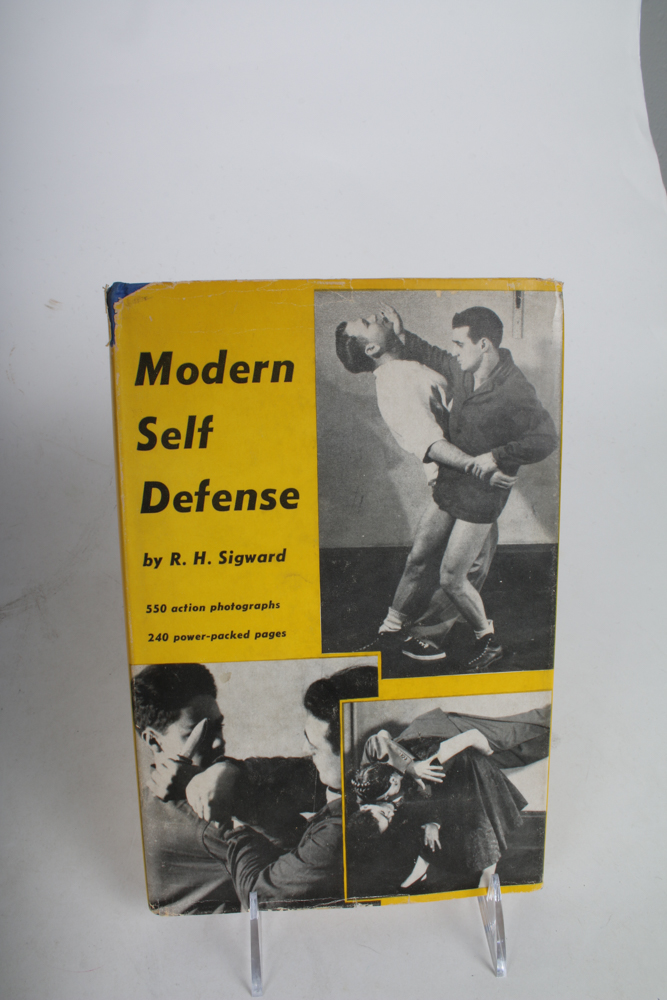 Modern
Self
Defense
by R. H. Sigward
550 action photographs
240 power-packed pages